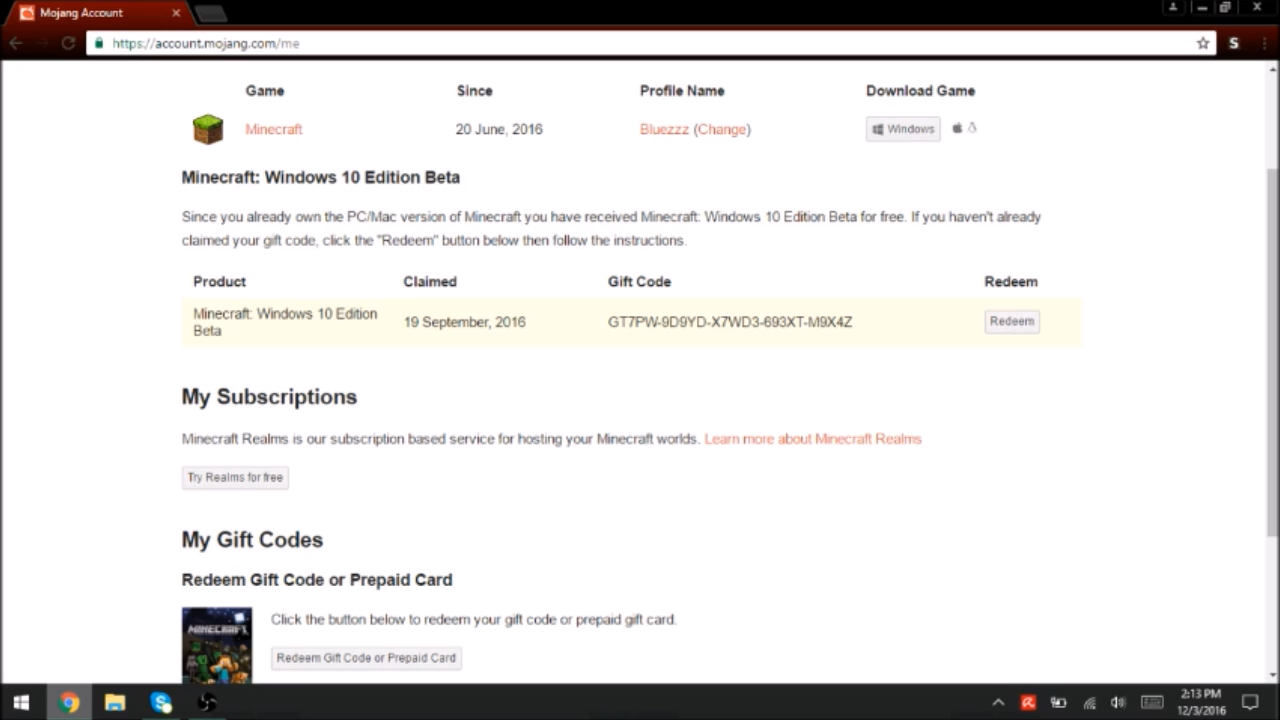 Mojang Account
https://account.mojang.com/me
S
Game Since Profile Name Download Game
Minecraft 20 June, 2016 Bluezzz (Change) Windows
Minecraft: Windows 10 Edition Beta
Since you already own the PC/Mac version of Minecraft you have received Minecraft: Windows 10 Edition Beta for free. If you haven't already
claimed your gift code, click the "Redeem" button below then follow the instructions.
Product Claimed Gift Code Redeem
Minecraft: Windows 10 Edition
Beta
19 September, 2016 GT7PW-9D9YD-X7WD3-693XT-M9X4Z Redeem
My Subscriptions
Minecraft Realms is our subscription based service for hosting your Minecraft worlds. Learn more about Minecraft Realms
Try Realms for free
My Gift Codes
Redeem Gift Code or Prepaid Card
MINECRAFT
Click the button below to redeem your gift code or prepaid gift card.
Redeem Gift Code or Prepaid Card
2:13 PM
12/3/2016